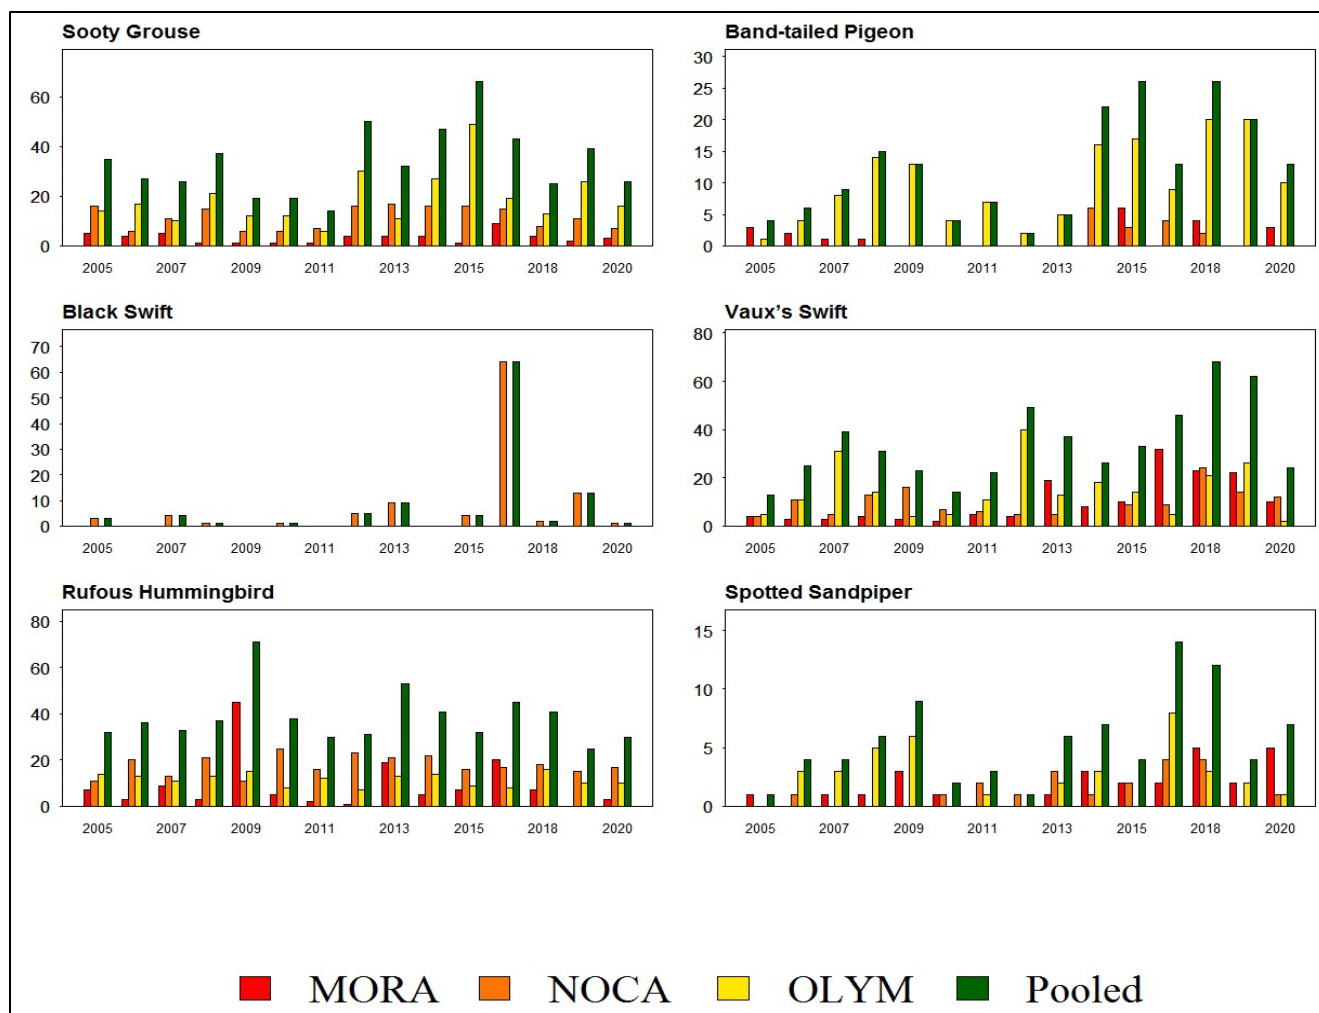 Sooty Grouse
60
40
20
0
2005 2007 2009 2011 2013 2015 2018 2020
Band-tailed Pigeon
30
25
20
15
10
5
0
2005 2007 2009 2011 2013 2015 2018 2020
Black Swift
70
60
50
40
30
20
10
0
2005 2007 2009 2011 2013 2015 2018 2020
Vaux’s Swift
80
60
40
20
0
2005 2007 2009 2011 2013 2015 2018 2020
Rufous Hummingbird
80
60
40
20
0
2005 2007 2009 2011 2013 2015 2018 2020
Spotted Sandpiper
15
10
5
0
2005 2007 2009 2011 2013 2015 2018 2020
MORA NOCA OLYM Pooled